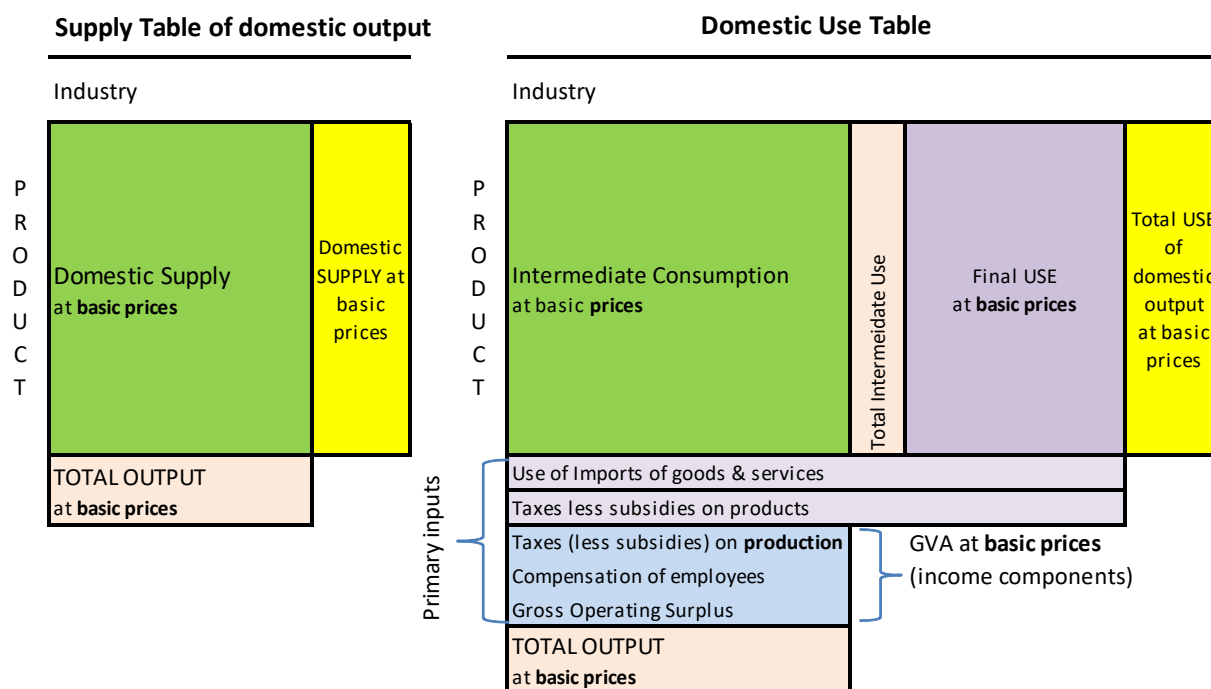 Supply Table of domestic output
Industry
P
R
O
D
U
C
T
Domestic Supply
at basic prices
Domestic
SUPPLY at
basic
prices
TOTAL OUTPUT
at basic prices
Domestic Use Table
Industry
P
R
O
D
U
C
T
Intermediate Consumption
at basic prices
Total Intermeidate Use
Final USE
at basic prices
Total USE
of
domestic
output
at basic
prices
Primary inputs
Use of Imports of goods & services
Taxes less subsidies on products
Taxes (less subsidies) on production
Compensation of employees
Gross Operating Surplus
GVA at basic prices
(income components)
TOTAL OUTPUT
at basic prices